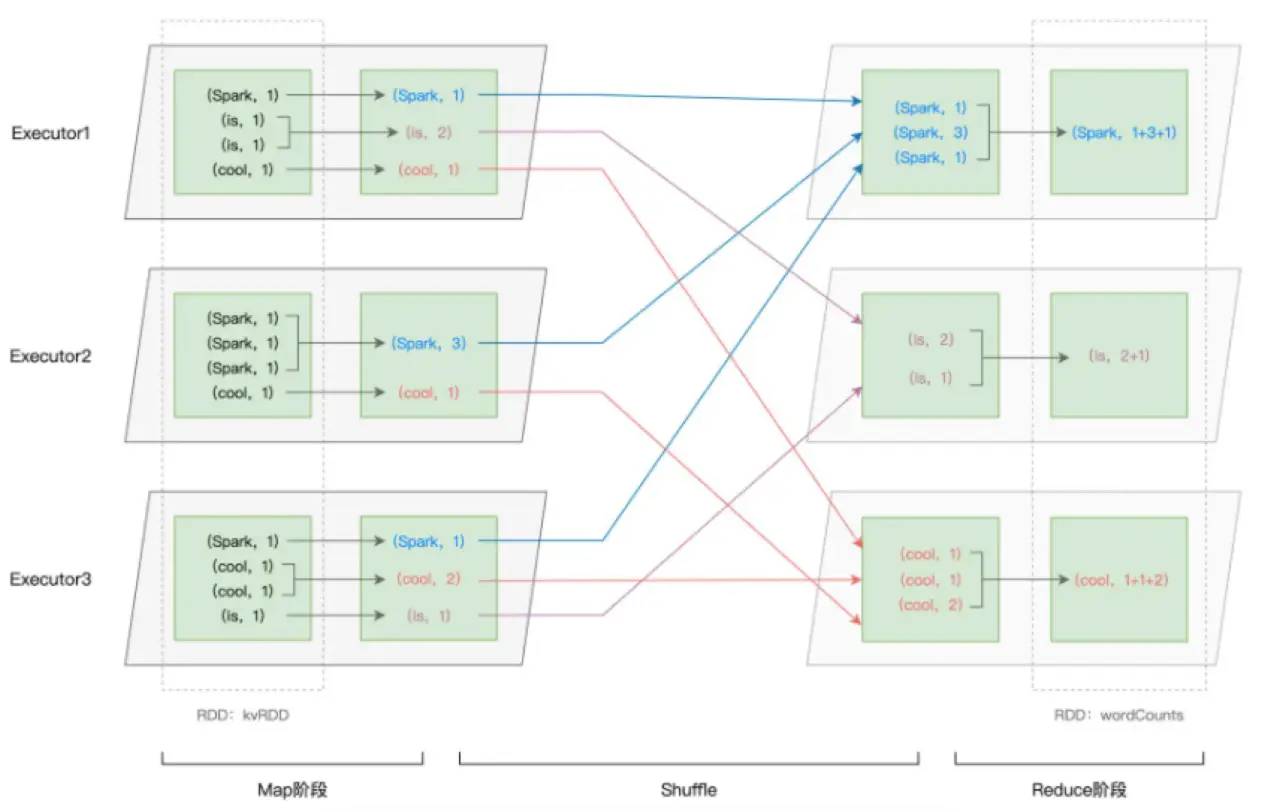 Executor1
(Spark, 1)
(is, 1)
(is, 1)
(cool, 1)
(Spark, 1)
(is, 2)
(cool, 1)
(Spark, 1)
(Spark, 3)
(Spark, 1)
(Spark, 1+3+1)
Executor2
(Spark, 1)
(Spark, 1)
(Spark, 1)
(cool, 1)
(Spark, 3)
(cool, 1)
(is, 2)
(is, 1)
(is, 2+1)
Executor3
(Spark, 1)
(cool, 1)
(cool, 1)
(is, 1)
(Spark, 1)
(cool, 2)
(is, 1)
(cool, 1)
(cool, 1)
(cool, 2)
(cool, 1+1+2)
RDD: kvRDD
RDD: wordCounts
Map阶段
Shuffle
Reduce阶段